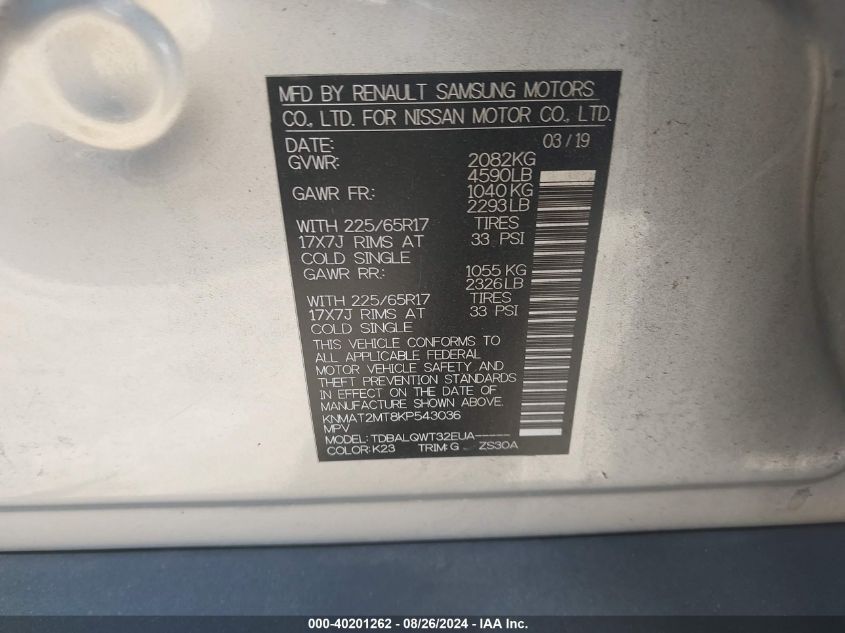 MFD BY RENAULT SAMSUNG MOTORS
CO., LTD. FOR NISSAN MOTOR CO., LTD.
DATE: 03/19
GVWR: 2082KG
4590LB
GAWR FR: 1040KG
2293LB
WITH 225/65R17 TIRES
17X7J RIMS AT 33 PSI
COLD SINGLE
GAWR RR: 1055 KG
2326LB
WITH 225/65R17 TIRES
17X7J RIMS AT 33 PSI
COLD SINGLE
THIS VEHICLE CONFORMS TO
ALL APPLICABLE FEDERAL
MOTOR VEHICLE SAFETY AND
THEFT PREVENTION STANDARDS
IN EFFECT ON THE DATE OF
MANUFACTURE SHOWN ABOVE.
KNMAT2MT8KP543036
MPV
MODEL: TDBALQWT32EUA-----
COLOR: K23 TRIM: G ZS30A
000-40201262 - 08/26/2024 - IAA Inc.